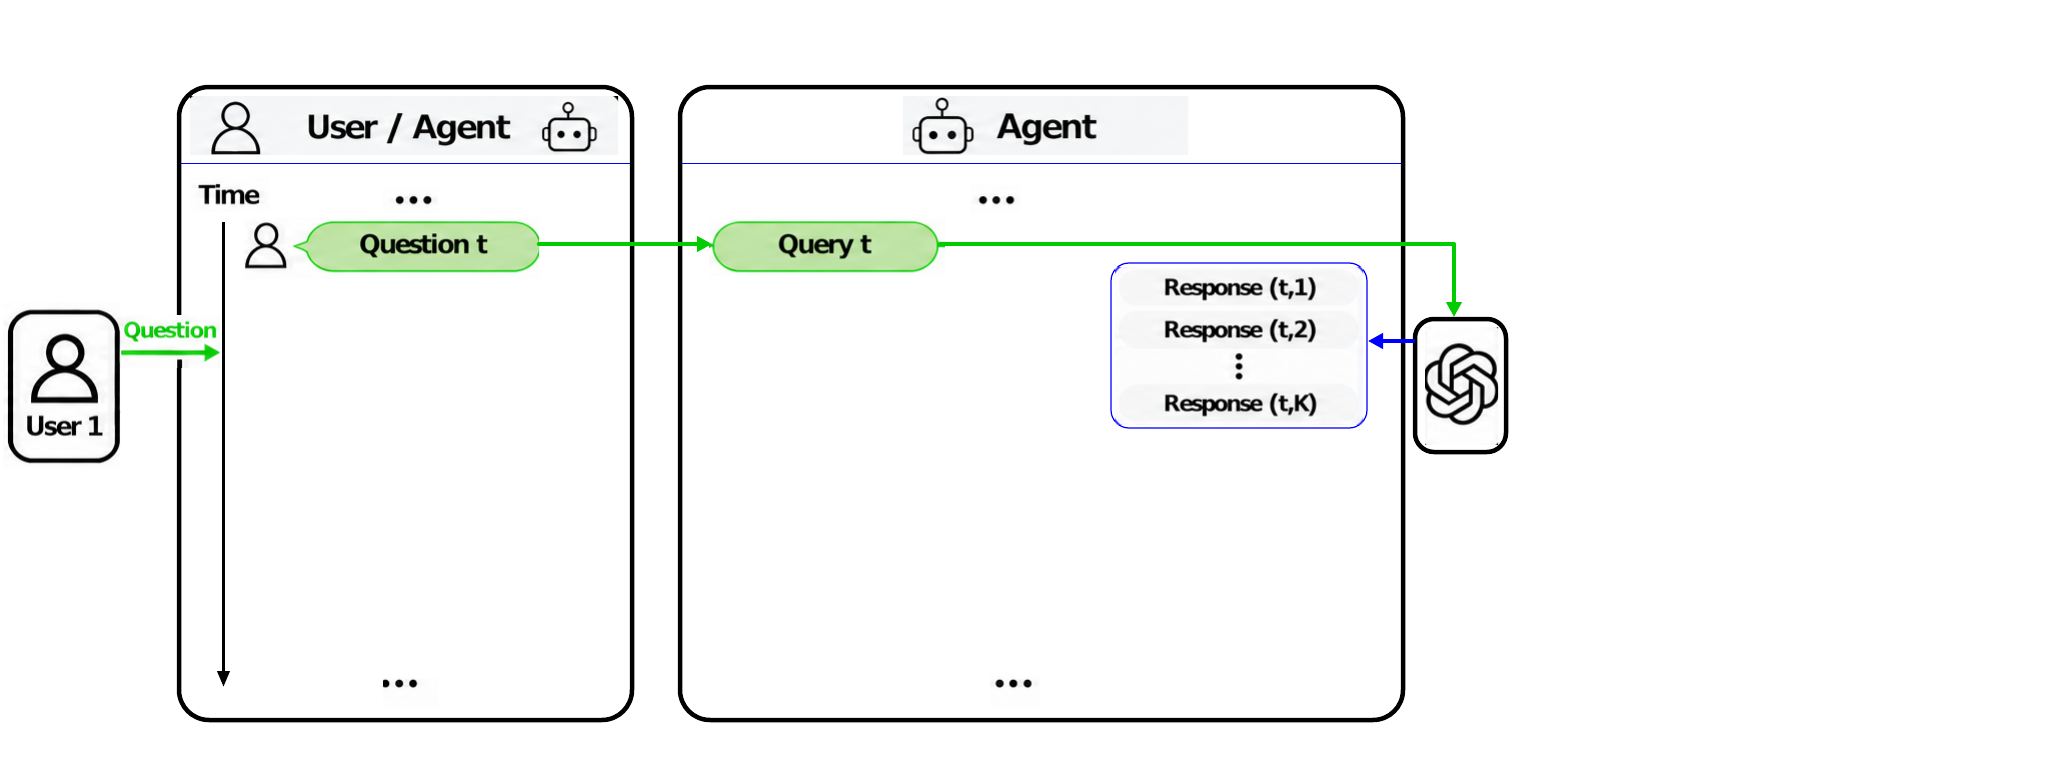 User / Agent
Agent
Time
...
...
Question t
Query t
Response (t,1)
Response (t,2)
Response (t,K)
Question
User 1
...
...